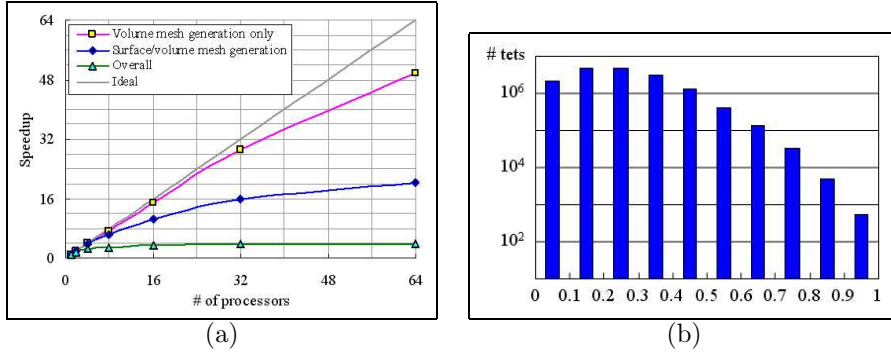 64
48
32
16
0
Speedup
Volume mesh generation only
Surface/volume mesh generation
Overall
Ideal
0 16 32 48 64
# of processors
(a)
# tets
10^6
10^4
10^2
0 0.1 0.2 0.3 0.4 0.5 0.6 0.7 0.8 0.9 1
(b)